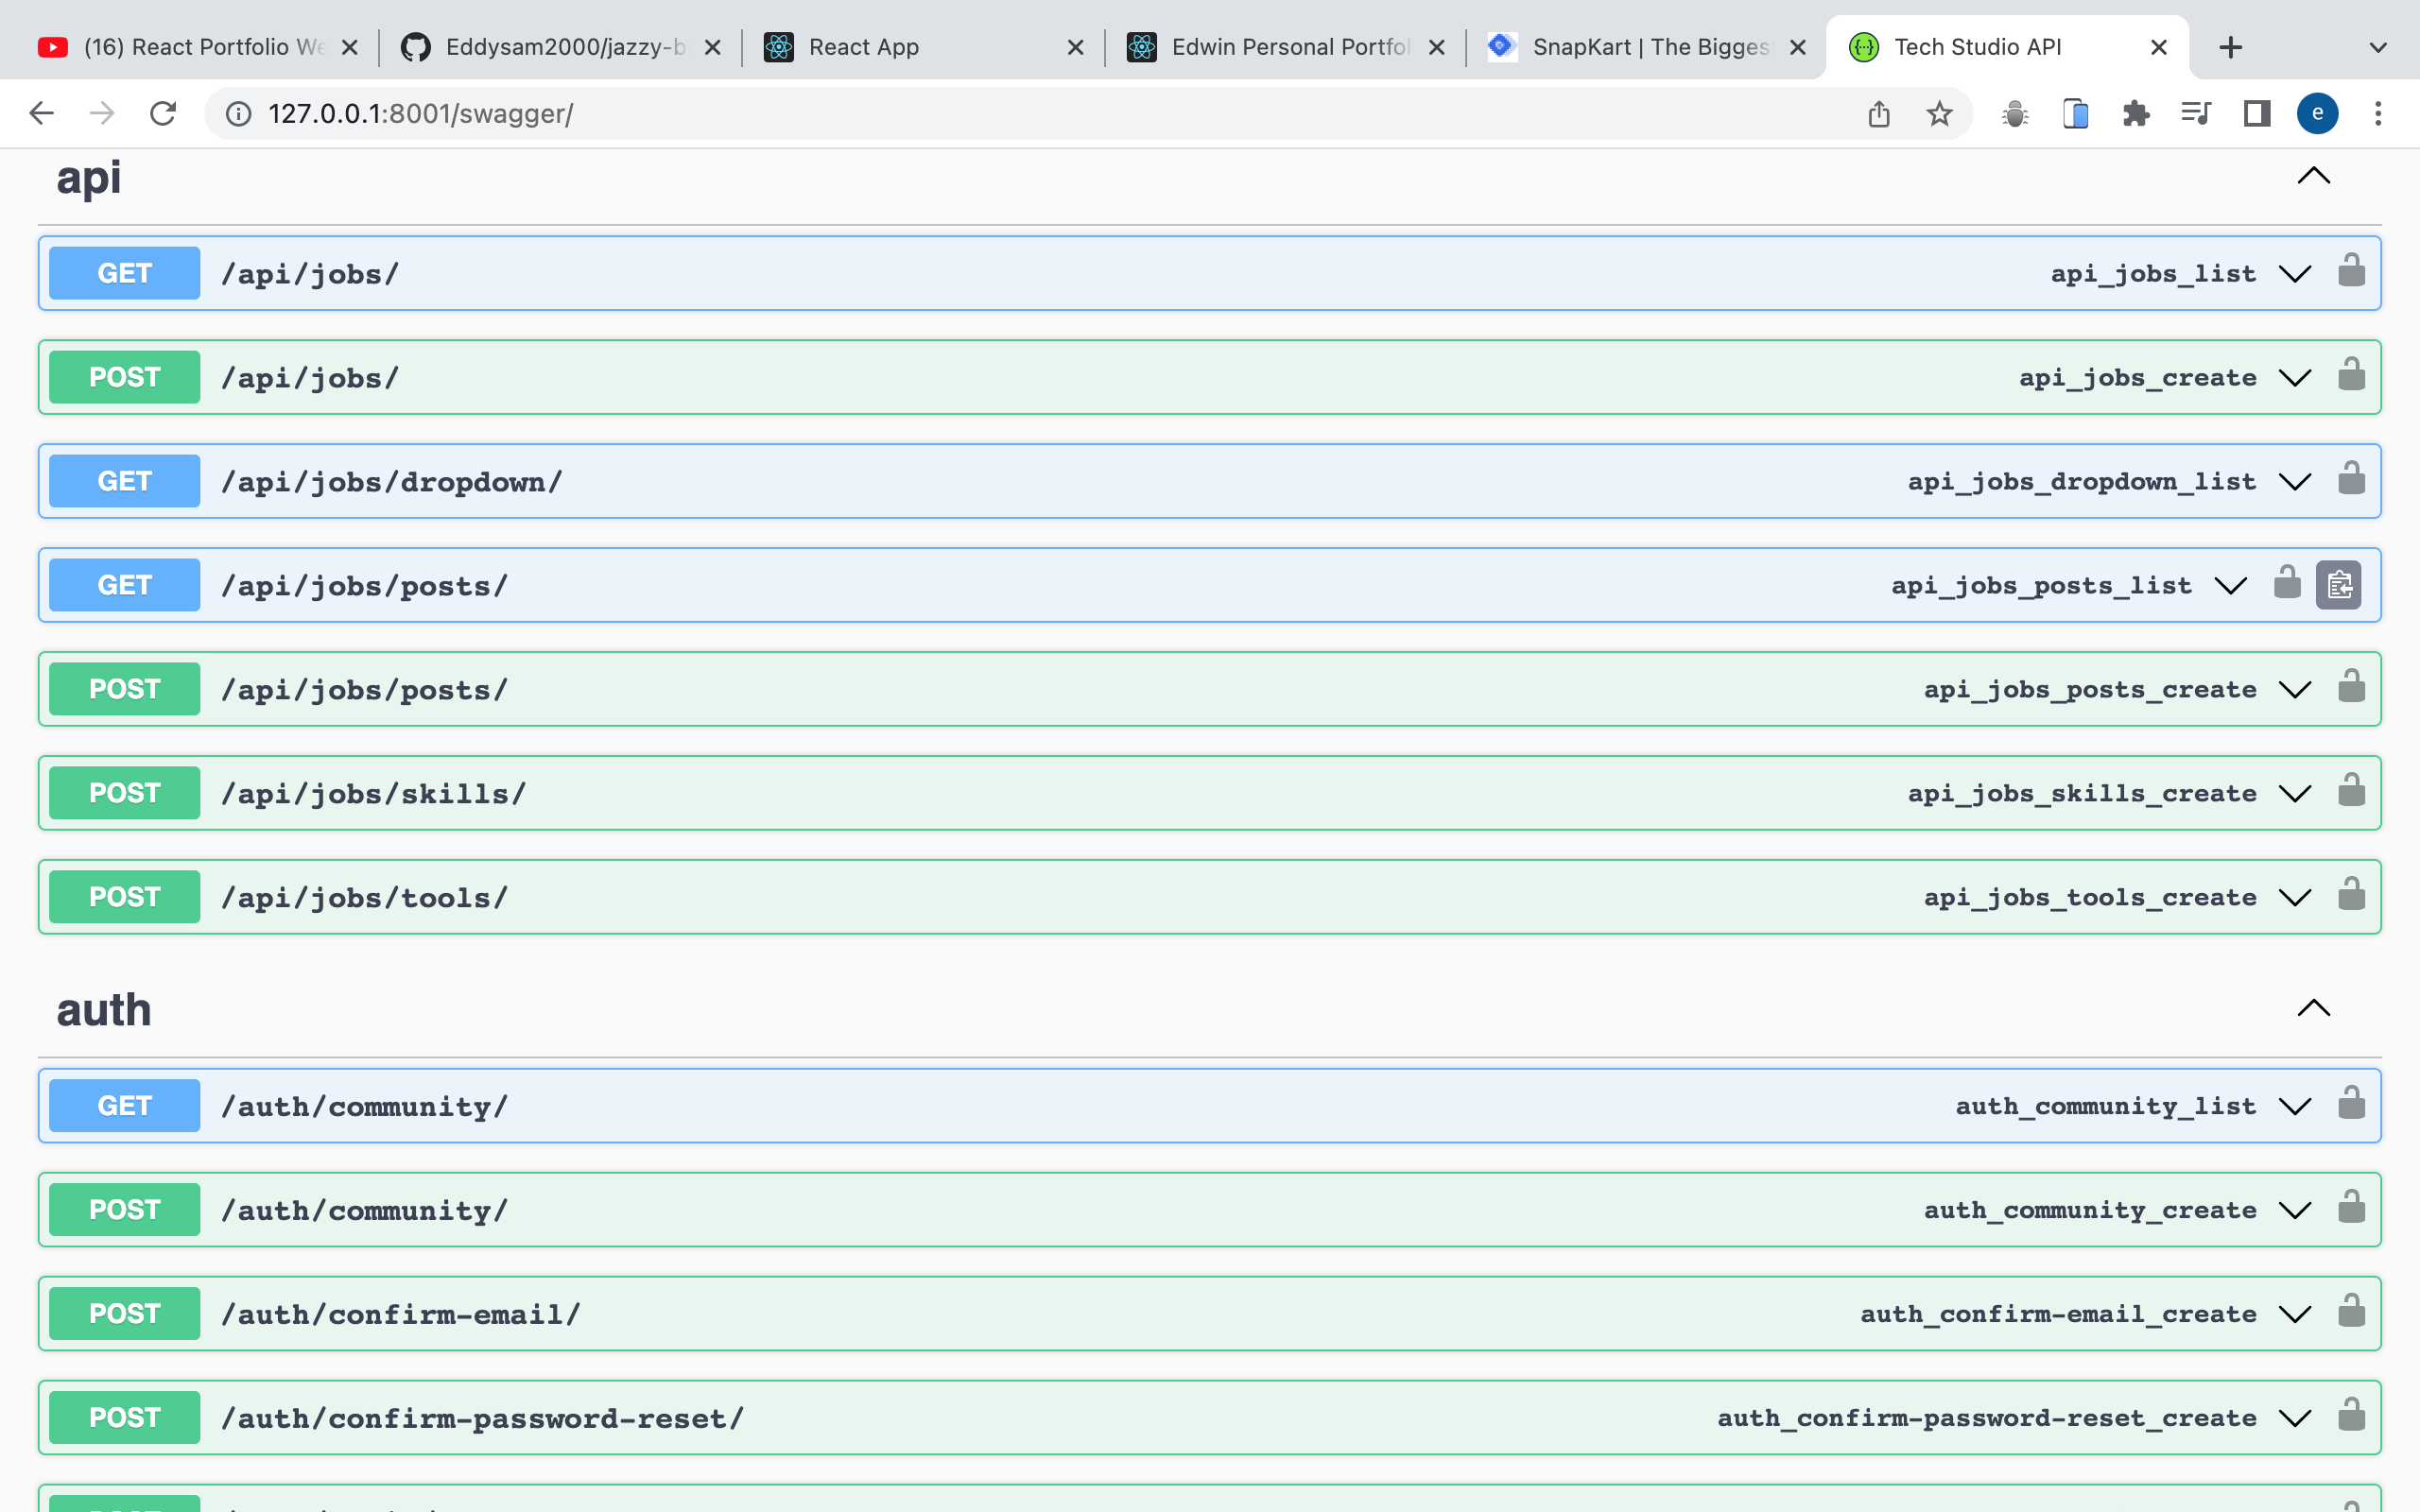 (16) React Portfolio We
Eddysam2000/jazzy-b
React App
Edwin Personal Portfol
SnapKart | The Bigges
Tech Studio API
127.0.0.1:8001/swagger/
e
api
GET /api/jobs/ api_jobs_list
POST /api/jobs/ api_jobs_create
GET /api/jobs/dropdown/ api_jobs_dropdown_list
GET /api/jobs/posts/ api_jobs_posts_list
POST /api/jobs/posts/ api_jobs_posts_create
POST /api/jobs/skills/ api_jobs_skills_create
POST /api/jobs/tools/ api_jobs_tools_create
auth
GET /auth/community/ auth_community_list
POST /auth/community/ auth_community_create
POST /auth/confirm-email/ auth_confirm-email_create
POST /auth/confirm-password-reset/ auth_confirm-password-reset_create